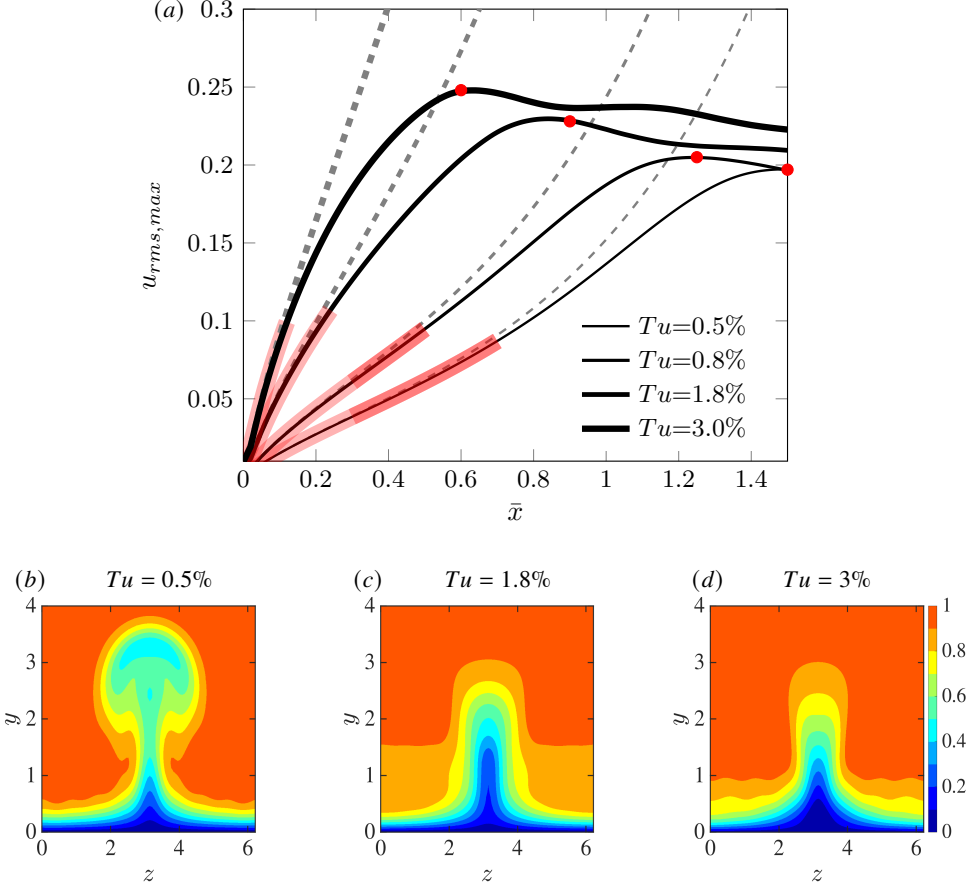 (a)
0.3
0.25
0.2
0.15
0.1
0.05
u_{rms,max}
0 0.2 0.4 0.6 0.8 1 1.2 1.4
x̄
Tu=0.5%
Tu=0.8%
Tu=1.8%
Tu=3.0%
(b) Tu = 0.5%
4
3
2
1
0
y
0 2 4 6
z
(c) Tu = 1.8%
4
3
2
1
0
y
0 2 4 6
z
(d) Tu = 3%
4
3
2
1
0
y
0 2 4 6
z
1
0.8
0.6
0.4
0.2
0